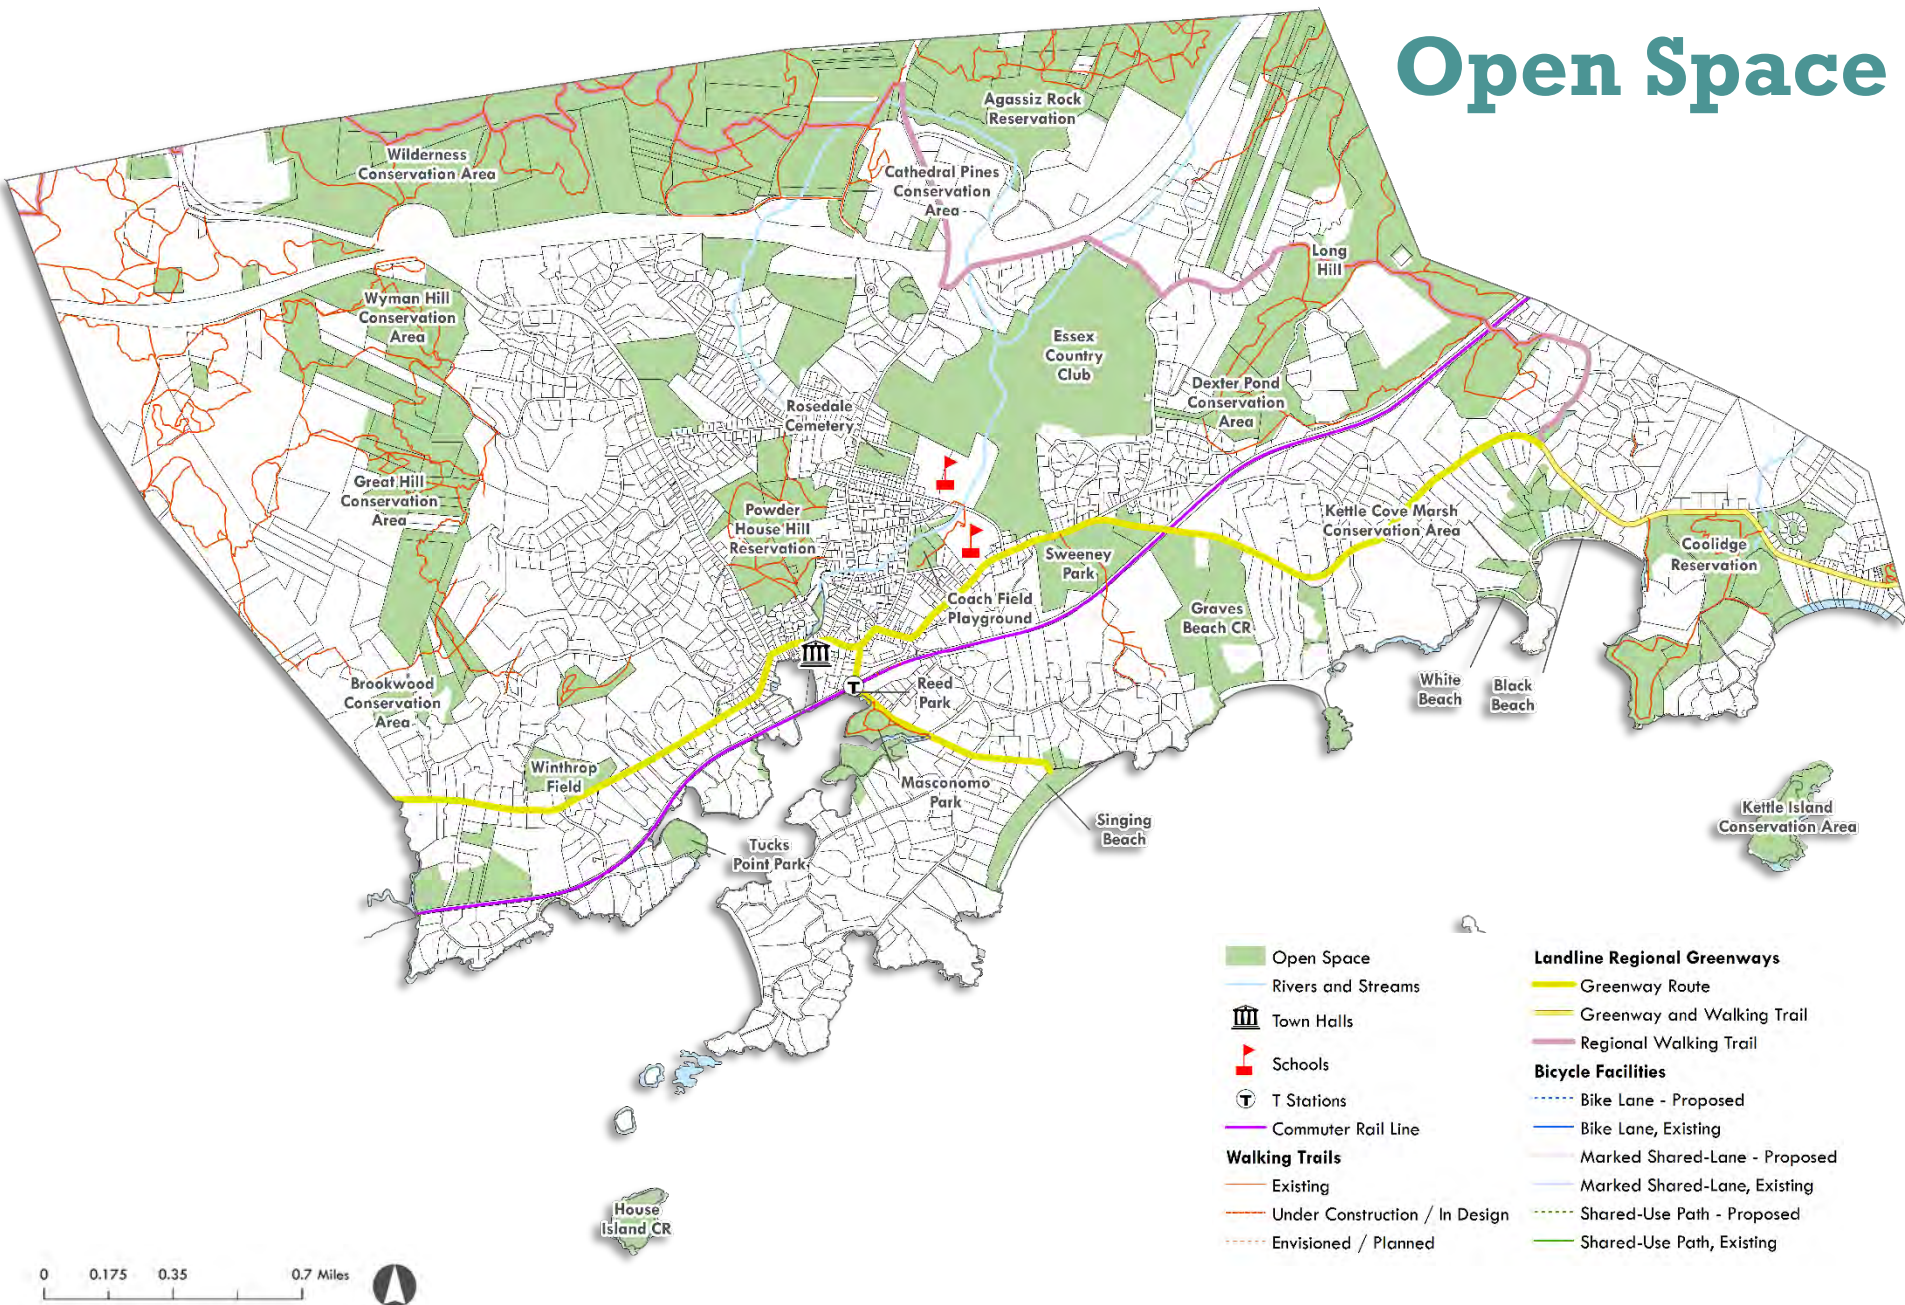 Open Space
Agassiz Rock
Reservation
Wilderness
Conservation Area
Cathedral Pines
Conservation
Area
Long
Hill
Wyman Hill
Conservation
Area
Essex
Country
Club
Dexter Pond
Conservation
Area
Rosedale
Cemetery
Great Hill
Conservation
Area
Powder
House Hill
Reservation
Kettle Cove Marsh
Conservation Area
Sweeney
Park
Coolidge
Reservation
Coach Field
Playground
Graves
Beach CR
Brookwood
Conservation
Area
Reed
Park
White
Beach
Black
Beach
Winthrop
Field
Masconomo
Park
Singing
Beach
Tucks
Point Park
Kettle Island
Conservation Area
House
Island CR
T
Open Space
Rivers and Streams
Town Halls
Schools
T T Stations
Commuter Rail Line
Walking Trails
Existing
Under Construction / In Design
Envisioned / Planned
Landline Regional Greenways
Greenway Route
Greenway and Walking Trail
Regional Walking Trail
Bicycle Facilities
Bike Lane - Proposed
Bike Lane, Existing
Marked Shared-Lane - Proposed
Marked Shared-Lane, Existing
Shared-Use Path - Proposed
Shared-Use Path, Existing
0 0.175 0.35 0.7 Miles